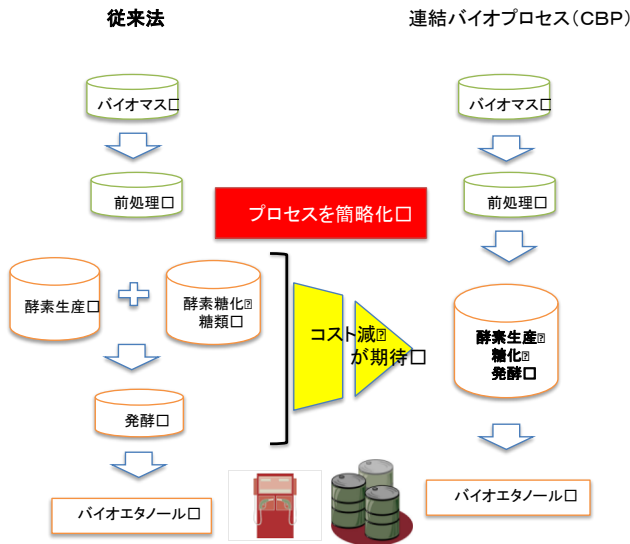 従来法
連結バイオプロセス（CBP）
バイオマス□
バイオマス□
前処理□
前処理□
プロセスを簡略化□
酵素生産□
酵素糖化⍰
糖類□
コスト減⍰
が期待□
酵素生産⍰
糖化⍰
発酵□
発酵□
バイオエタノール□
バイオエタノール□